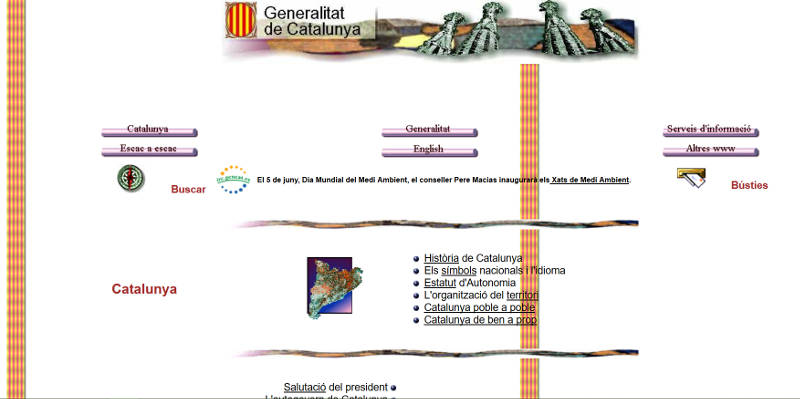 Generalitat
de Catalunya
Catalunya
Generalitat
Serveis d'informació
Escac a escac
English
Altres www
Buscar
El 5 de juny, Dia Mundial del Medi Ambient, el conseller Pere Macias inaugurarà els Xats de Medi Ambient.
Bústies
Catalunya
Història de Catalunya
Els símbols nacionals i l'idioma
Estatut d'Autonomia
L'organització del territori
Catalunya poble a poble
Catalunya de ben a prop
Salutació del president